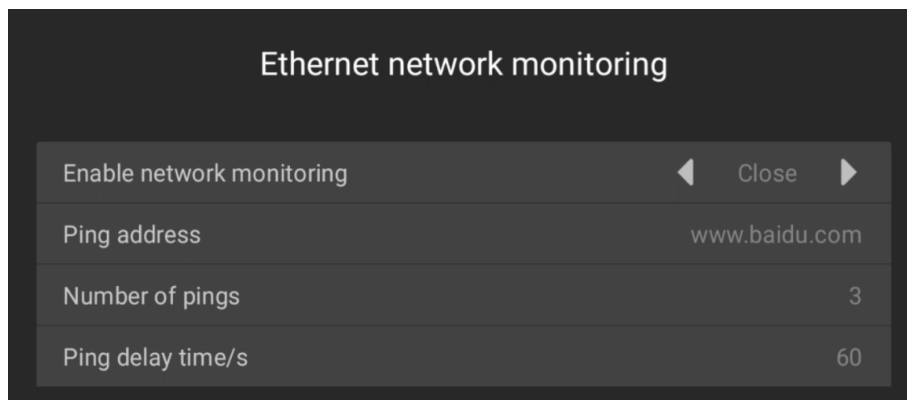 Ethernet network monitoring
Enable network monitoring Close
Ping address www.baidu.com
Number of pings 3
Ping delay time/s 60